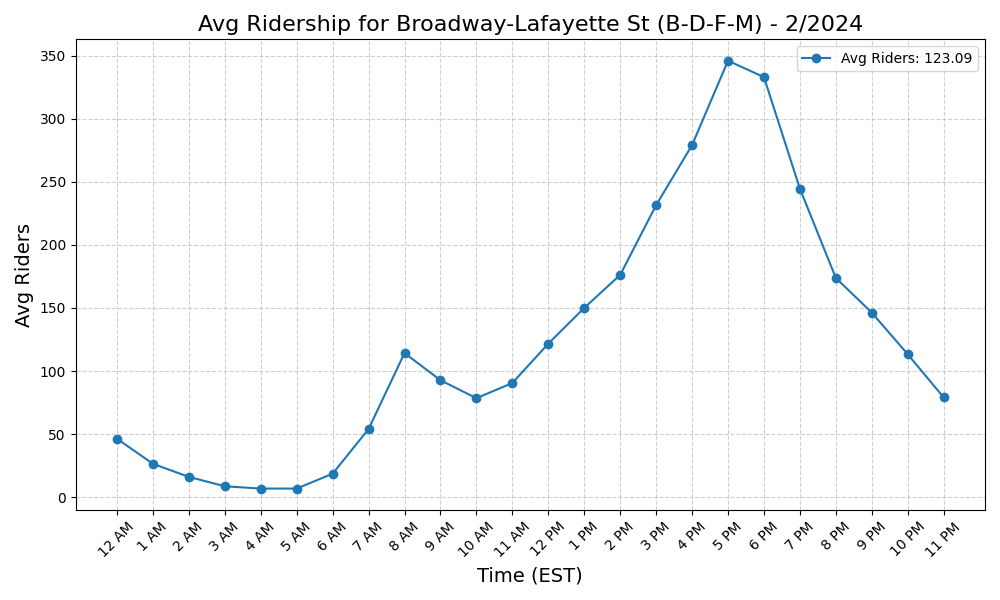 Avg Ridership for Broadway-Lafayette St (B-D-F-M) - 2/2024
Avg Riders: 123.09
Avg Riders
350
300
250
200
150
100
50
0
12 AM
1 AM
2 AM
3 AM
4 AM
5 AM
6 AM
7 AM
8 AM
9 AM
10 AM
11 AM
12 PM
1 PM
2 PM
3 PM
4 PM
5 PM
6 PM
7 PM
8 PM
9 PM
10 PM
11 PM
Time (EST)